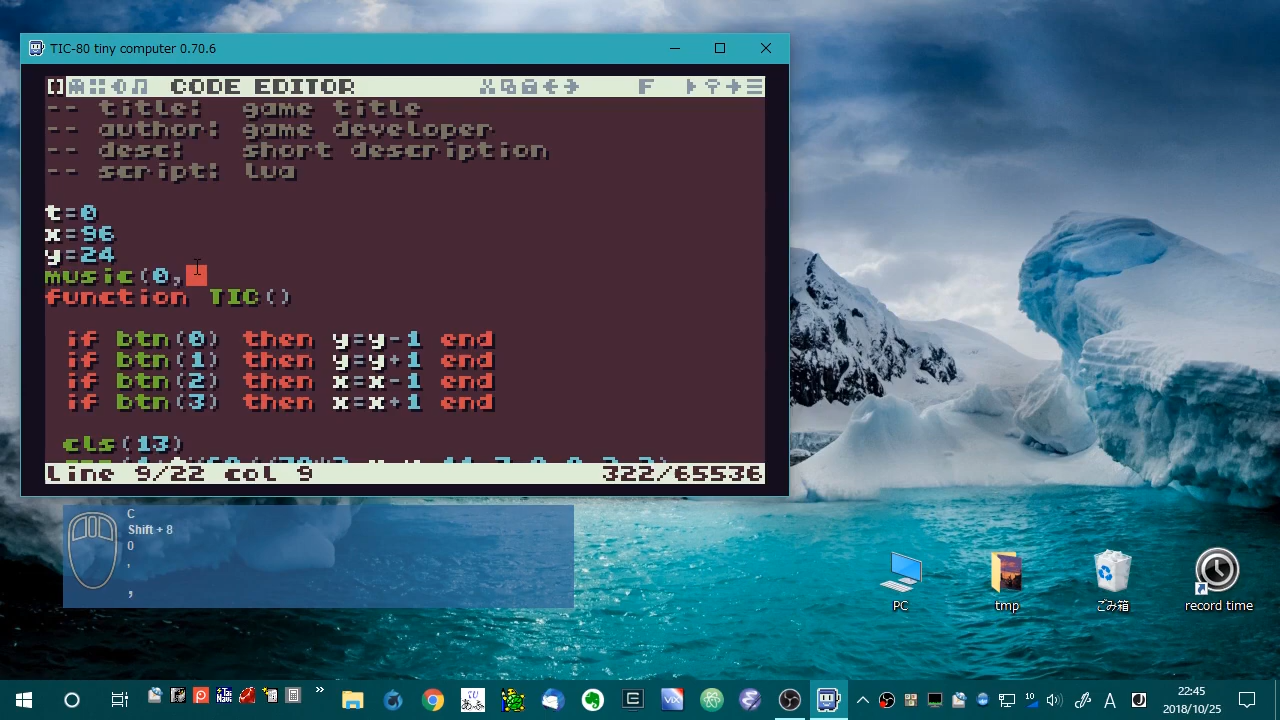 TIC-80 tiny computer 0.70.6
CODE EDITOR
F
-- title:  game title
-- author: game developer
-- desc:   short description
-- script: lua
t=0
x=96
y=24
music(0,
function TIC()
if btn(0) then y=y-1 end
if btn(1) then y=y+1 end
if btn(2) then x=x-1 end
if btn(3) then x=x+1 end
cls(13)
line 9/22 col 9
322/65536
C
Shift + 8
0
,
,
PC
tmp
ごみ箱
record time
10
A
22:45
2018/10/25